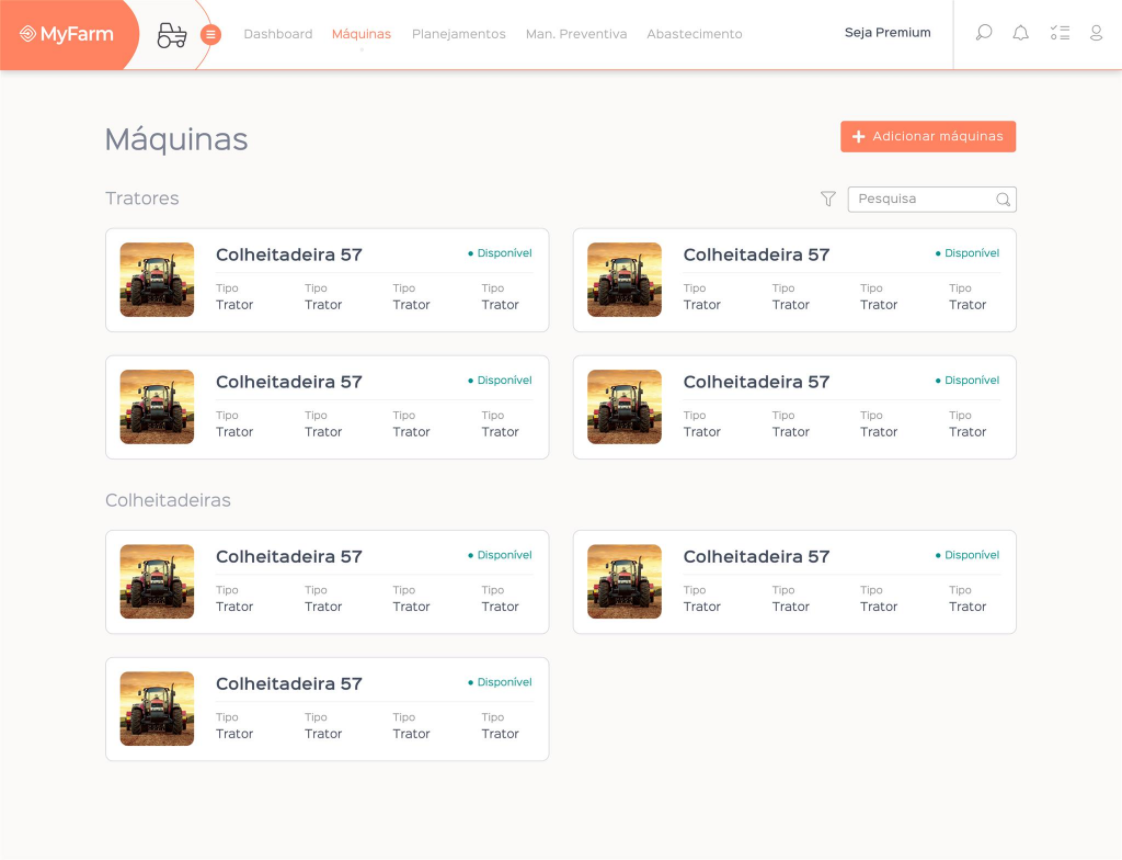 MyFarm
Dashboard Máquinas Planejamentos Man. Preventiva Abastecimento Seja Premium
Máquinas
+ Adicionar máquinas
Tratores
Pesquisa
Colheitadeira 57 • Disponível
Tipo Tipo Tipo Tipo
Trator Trator Trator Trator
Colheitadeira 57 • Disponível
Tipo Tipo Tipo Tipo
Trator Trator Trator Trator
Colheitadeira 57 • Disponível
Tipo Tipo Tipo Tipo
Trator Trator Trator Trator
Colheitadeira 57 • Disponível
Tipo Tipo Tipo Tipo
Trator Trator Trator Trator
Colheitadeiras
Colheitadeira 57 • Disponível
Tipo Tipo Tipo Tipo
Trator Trator Trator Trator
Colheitadeira 57 • Disponível
Tipo Tipo Tipo Tipo
Trator Trator Trator Trator
Colheitadeira 57 • Disponível
Tipo Tipo Tipo Tipo
Trator Trator Trator Trator